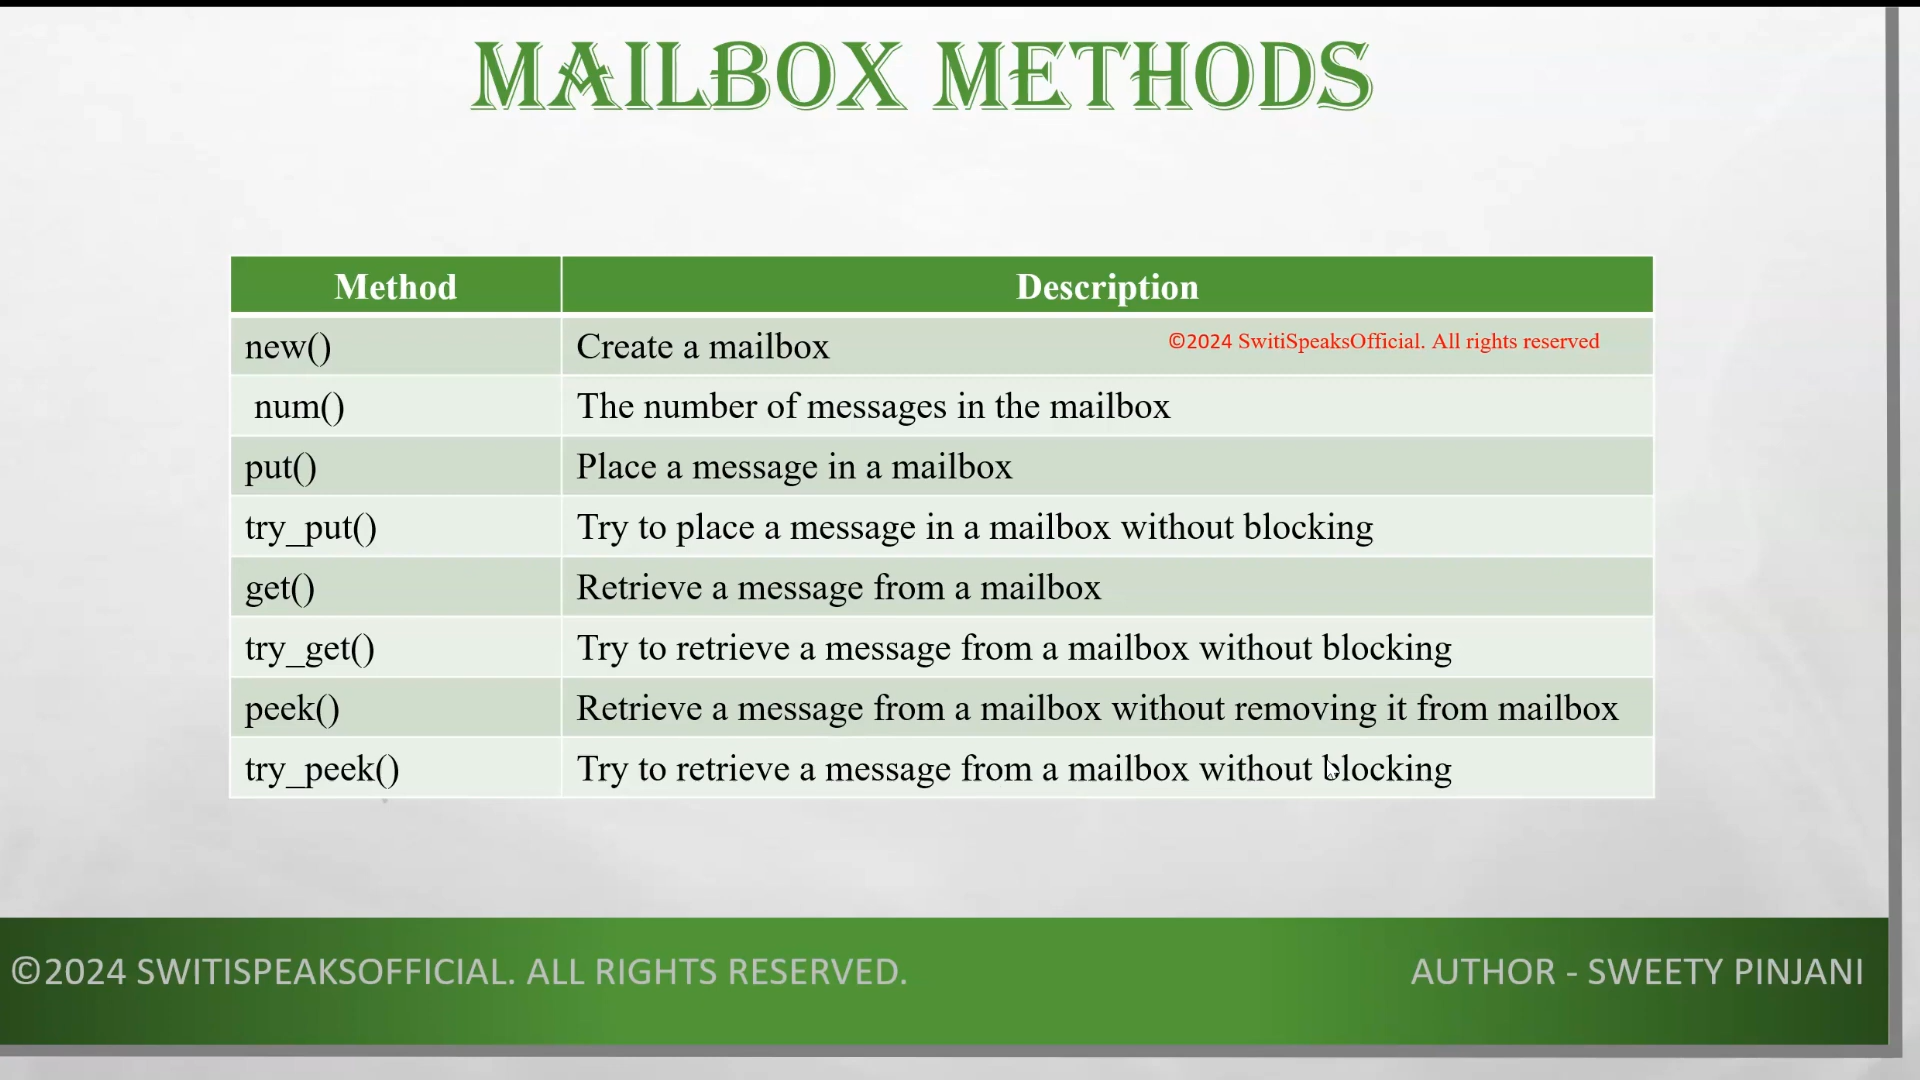 MAILBOX METHODS
Method Description
new() Create a mailbox ©2024 SwitiSpeaksOfficial. All rights reserved
num() The number of messages in the mailbox
put() Place a message in a mailbox
try_put() Try to place a message in a mailbox without blocking
get() Retrieve a message from a mailbox
try_get() Try to retrieve a message from a mailbox without blocking
peek() Retrieve a message from a mailbox without removing it from mailbox
try_peek() Try to retrieve a message from a mailbox without blocking
©2024 SWITISPEAKSOFFICIAL. ALL RIGHTS RESERVED. AUTHOR - SWEETY PINJANI